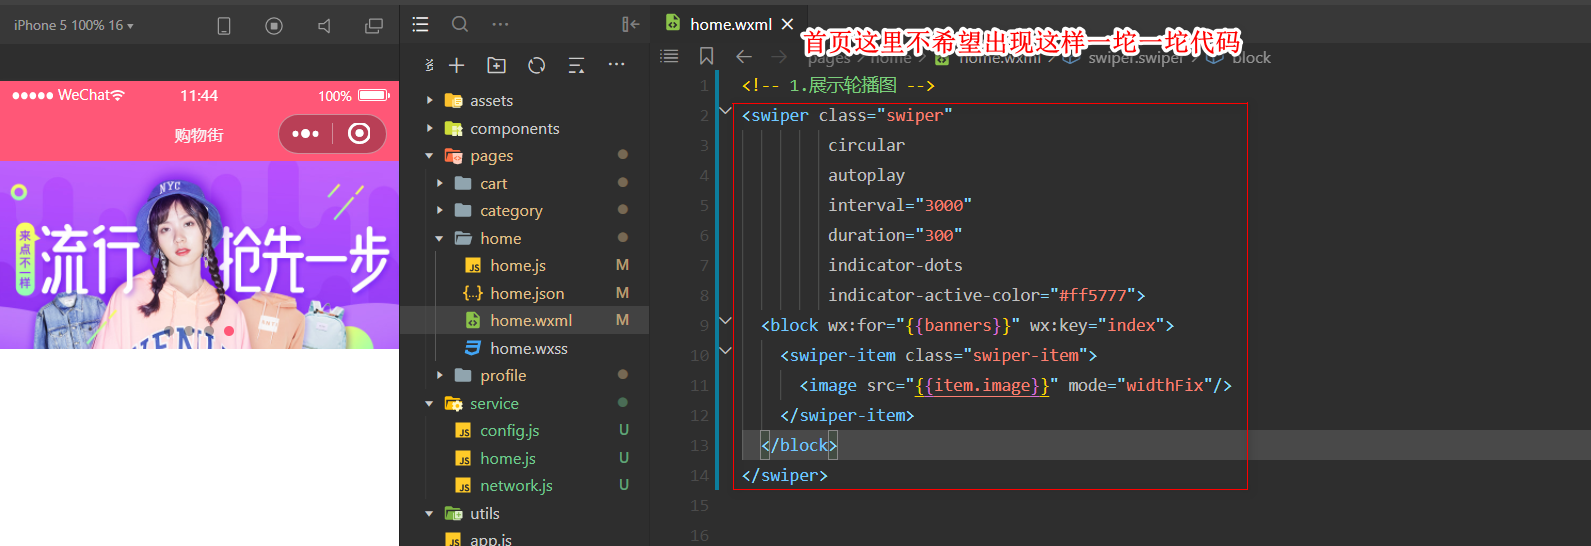 iPhone 5 100% 16
WeChat
11:44
100%
购物街
NYC
来点不一样
流行
抢先一步
assets
components
pages
cart
category
home
home.js
M
home.json
M
home.wxml
M
home.wxss
profile
service
config.js
U
home.js
U
network.js
U
utils
app.js
home.wxml
首页这里不希望出现这样一坨一坨代码
pages
home
home.wxml
swiper.swiper
block
1 <!-- 1.展示轮播图 -->
2 <swiper class="swiper"
3 circular
4 autoplay
5 interval="3000"
6 duration="300"
7 indicator-dots
8 indicator-active-color="#ff5777">
9 <block wx:for="{{banners}}" wx:key="index">
10 <swiper-item class="swiper-item">
11 <image src="{{item.image}}" mode="widthFix"/>
12 </swiper-item>
13 </block>
14 </swiper>
15
16